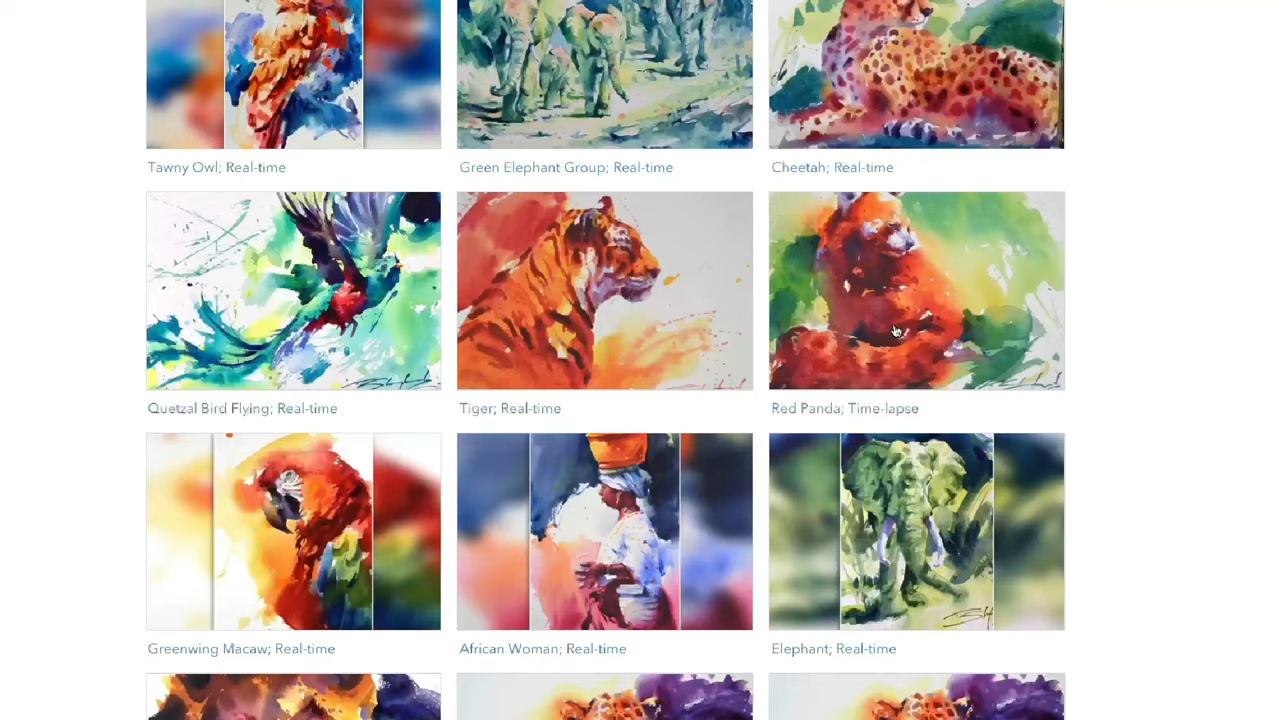 Tawny Owl; Real-time
Green Elephant Group; Real-time
Cheetah; Real-time
Quetzal Bird Flying; Real-time
Tiger; Real-time
Red Panda; Time-lapse
Greenwing Macaw; Real-time
African Woman; Real-time
Elephant; Real-time